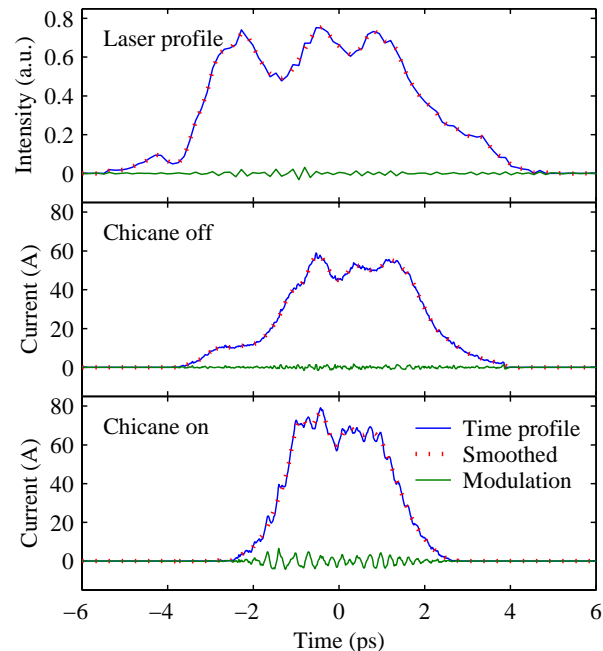 Laser profile
Intensity (a.u.)
0.8
0.6
0.4
0.2
0
Chicane off
Current (A)
80
60
40
20
0
Chicane on
Current (A)
80
60
40
20
0
Time profile
Smoothed
Modulation
−6 −4 −2 0 2 4 6
Time (ps)